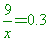 9/x = 0.3